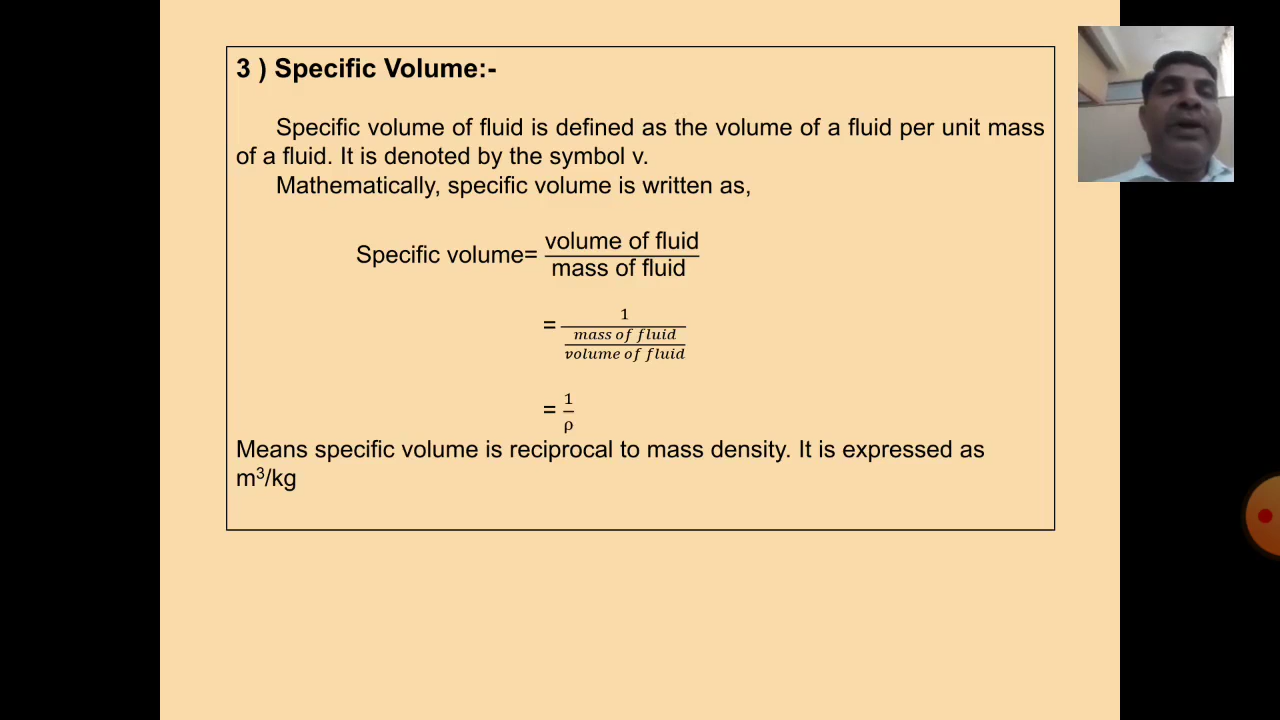 3 ) Specific Volume:-
Specific volume of fluid is defined as the volume of a fluid per unit mass
of a fluid. It is denoted by the symbol v.
Mathematically, specific volume is written as,
Specific volume= volume of fluid
mass of fluid
= 1
mass of fluid
volume of fluid
= 1
ρ
Means specific volume is reciprocal to mass density. It is expressed as
m³/kg